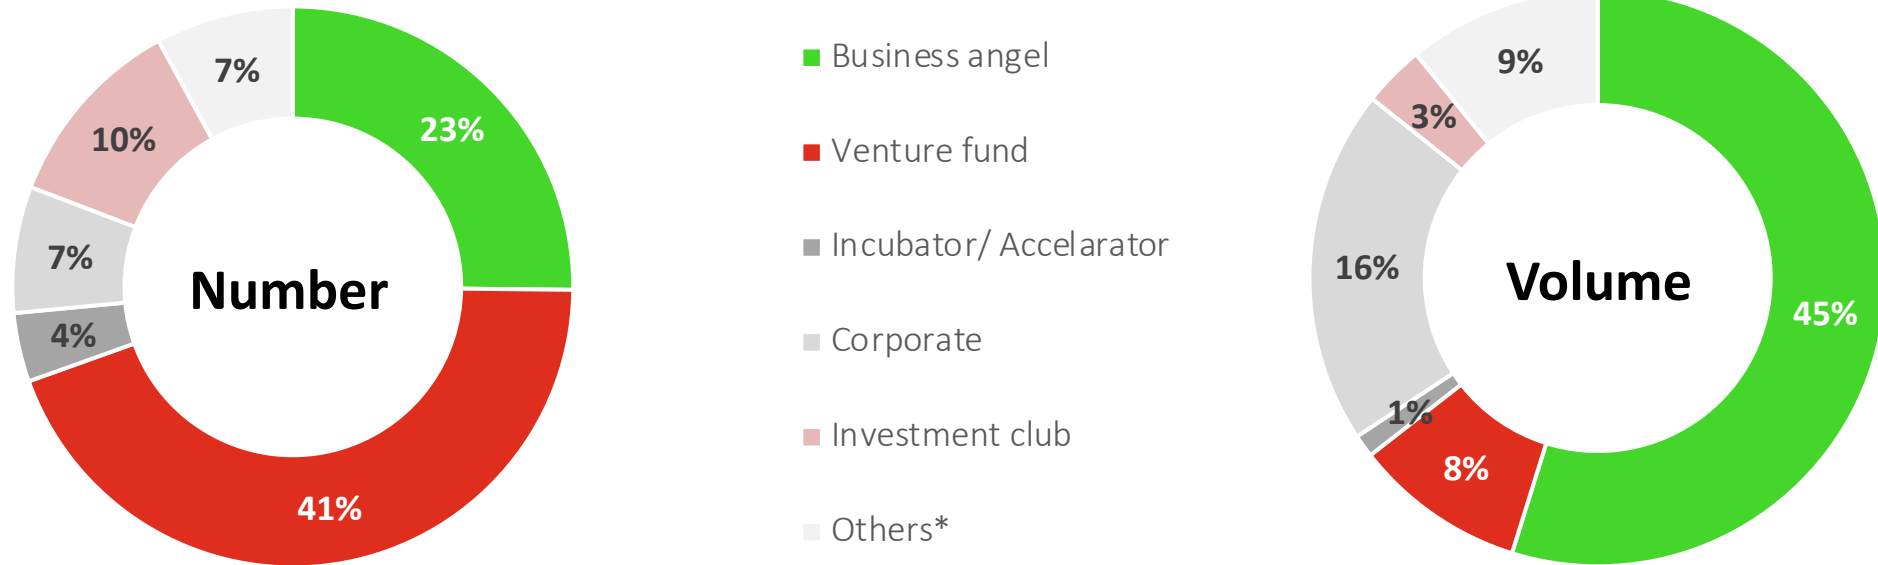 7%
23%
10%
7%
4%
41%
Number
Business angel
Venture fund
Incubator/ Accelarator
Corporate
Investment club
Others*
9%
3%
16%
45%
1%
8%
Volume